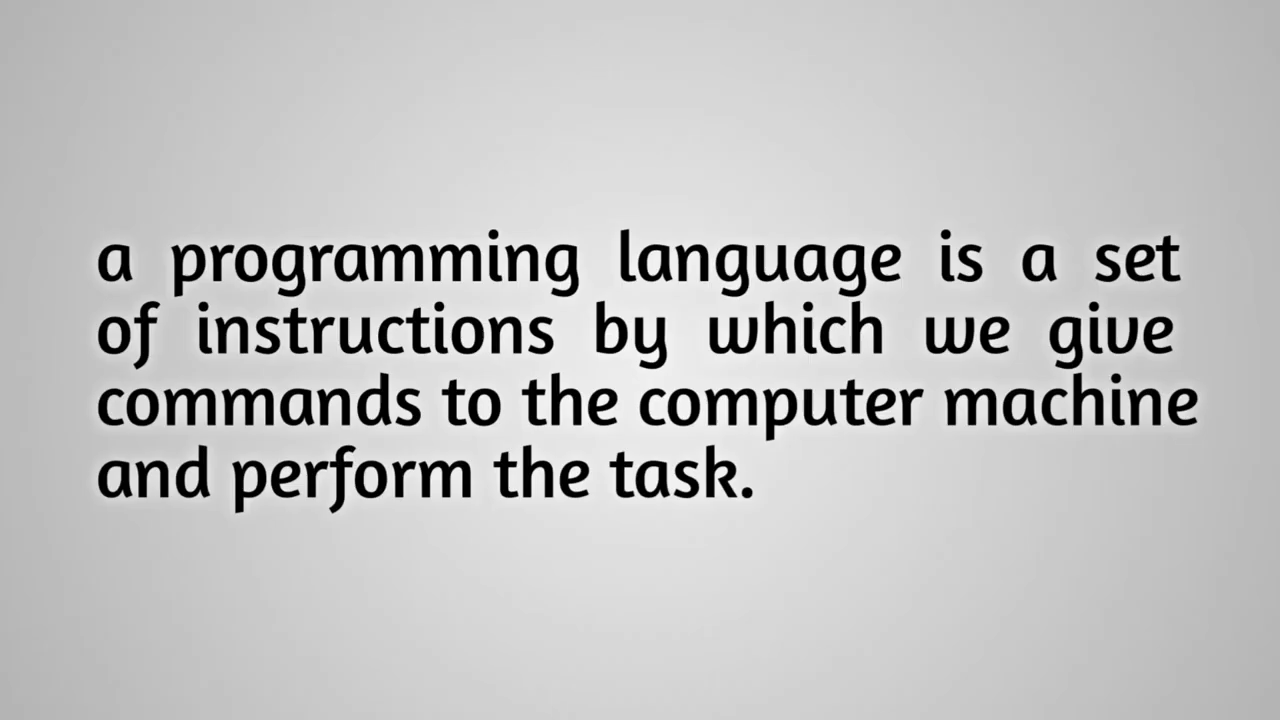 a programming language is a set
of instructions by which we give
commands to the computer machine
and perform the task.